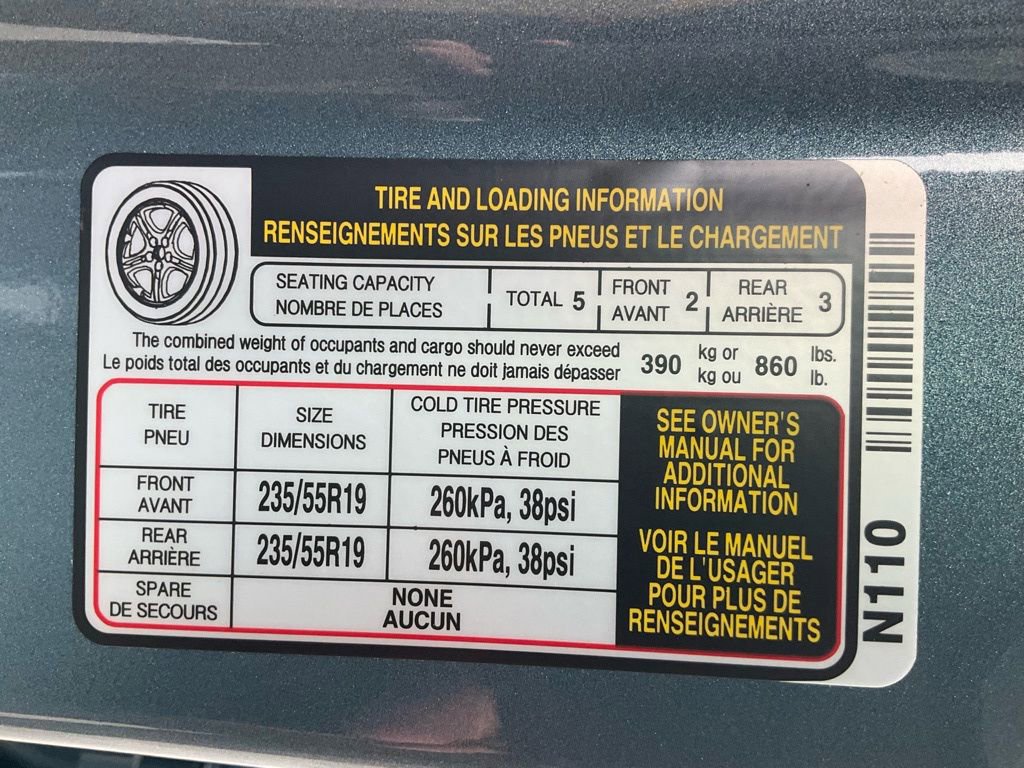 TIRE AND LOADING INFORMATION
RENSEIGNEMENTS SUR LES PNEUS ET LE CHARGEMENT
SEATING CAPACITY
NOMBRE DE PLACES
TOTAL 5
FRONT
AVANT 2
REAR
ARRIÈRE 3
The combined weight of occupants and cargo should never exceed 390 kg or 860 lbs.
Le poids total des occupants et du chargement ne doit jamais dépasser kg ou lb.
TIRE
PNEU
SIZE
DIMENSIONS
COLD TIRE PRESSURE
PRESSION DES
PNEUS À FROID
FRONT
AVANT
235/55R19
260kPa, 38psi
REAR
ARRIÈRE
235/55R19
260kPa, 38psi
SPARE
DE SECOURS
NONE
AUCUN
SEE OWNER'S
MANUAL FOR
ADDITIONAL
INFORMATION
VOIR LE MANUEL
DE L'USAGER
POUR PLUS DE
RENSEIGNEMENTS
N110